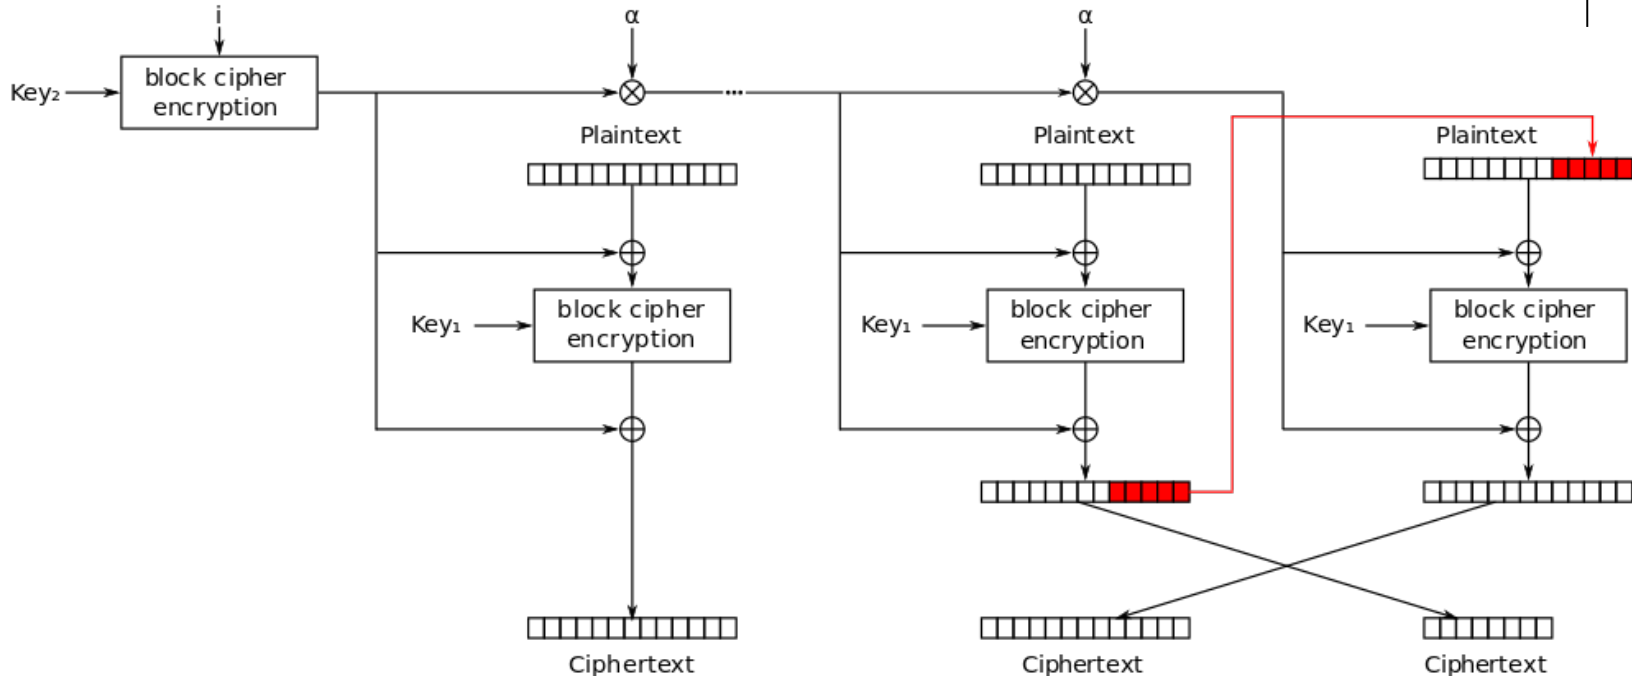 i
α
α
Key₂
block cipher
encryption
...
Plaintext
Plaintext
Plaintext
Key₁
block cipher
encryption
Key₁
block cipher
encryption
Key₁
block cipher
encryption
Ciphertext
Ciphertext
Ciphertext